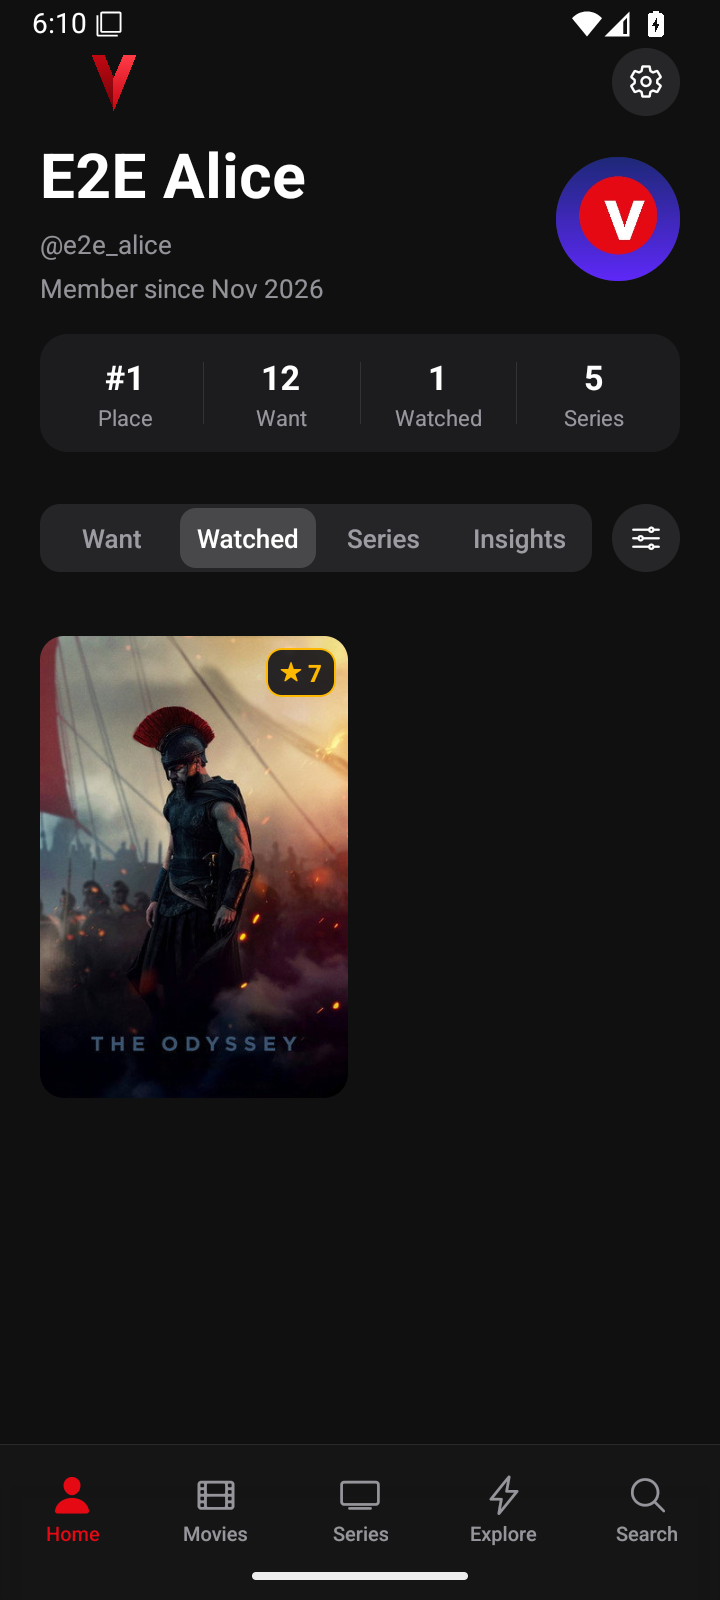 6:10
E2E Alice
@e2e_alice
Member since Nov 2026
V
#1 12 1 5
Place Want Watched Series
Want Watched Series Insights
7
THE ODYSSEY
Home Movies Series Explore Search